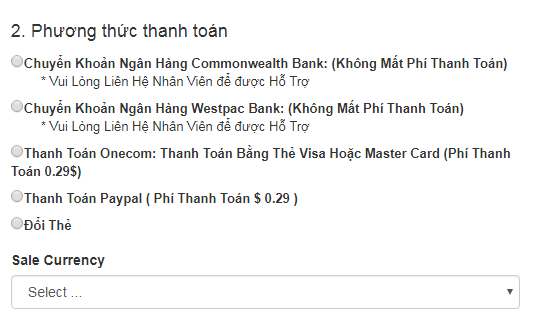 2. Phương thức thanh toán
Chuyển Khoản Ngân Hàng Commonwealth Bank: (Không Mất Phí Thanh Toán)
* Vui Lòng Liên Hệ Nhân Viên để được Hỗ Trợ
Chuyển Khoản Ngân Hàng Westpac Bank: (Không Mất Phí Thanh Toán)
* Vui Lòng Liên Hệ Nhân Viên để được Hỗ Trợ
Thanh Toán Onecom: Thanh Toán Bằng Thẻ Visa Hoặc Master Card (Phí Thanh
Toán 0.29$)
Thanh Toán Paypal ( Phí Thanh Toán $ 0.29 )
Đổi Thẻ
Sale Currency
Select ...